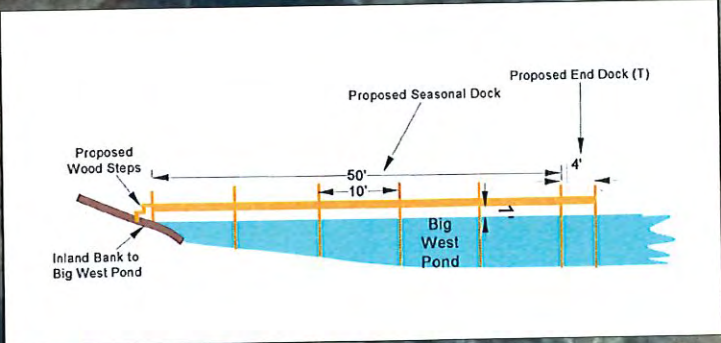 Proposed End Dock (T)
Proposed Seasonal Dock
Proposed
Wood Steps
50'
4'
10'
1'
Big
West
Pond
Inland Bank to
Big West Pond